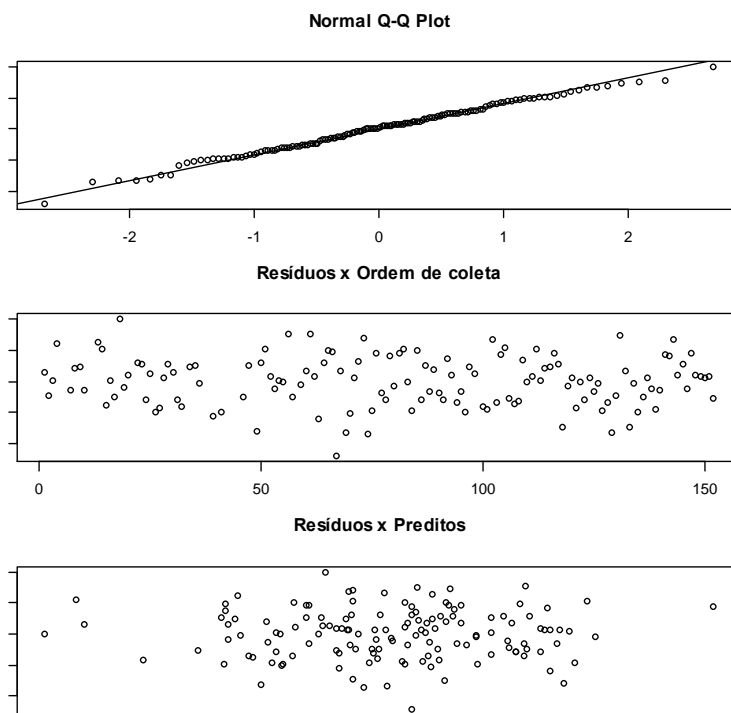 Normal Q-Q Plot
-2 -1 0 1 2
Resíduos x Ordem de coleta
0 50 100 150
Resíduos x Preditos